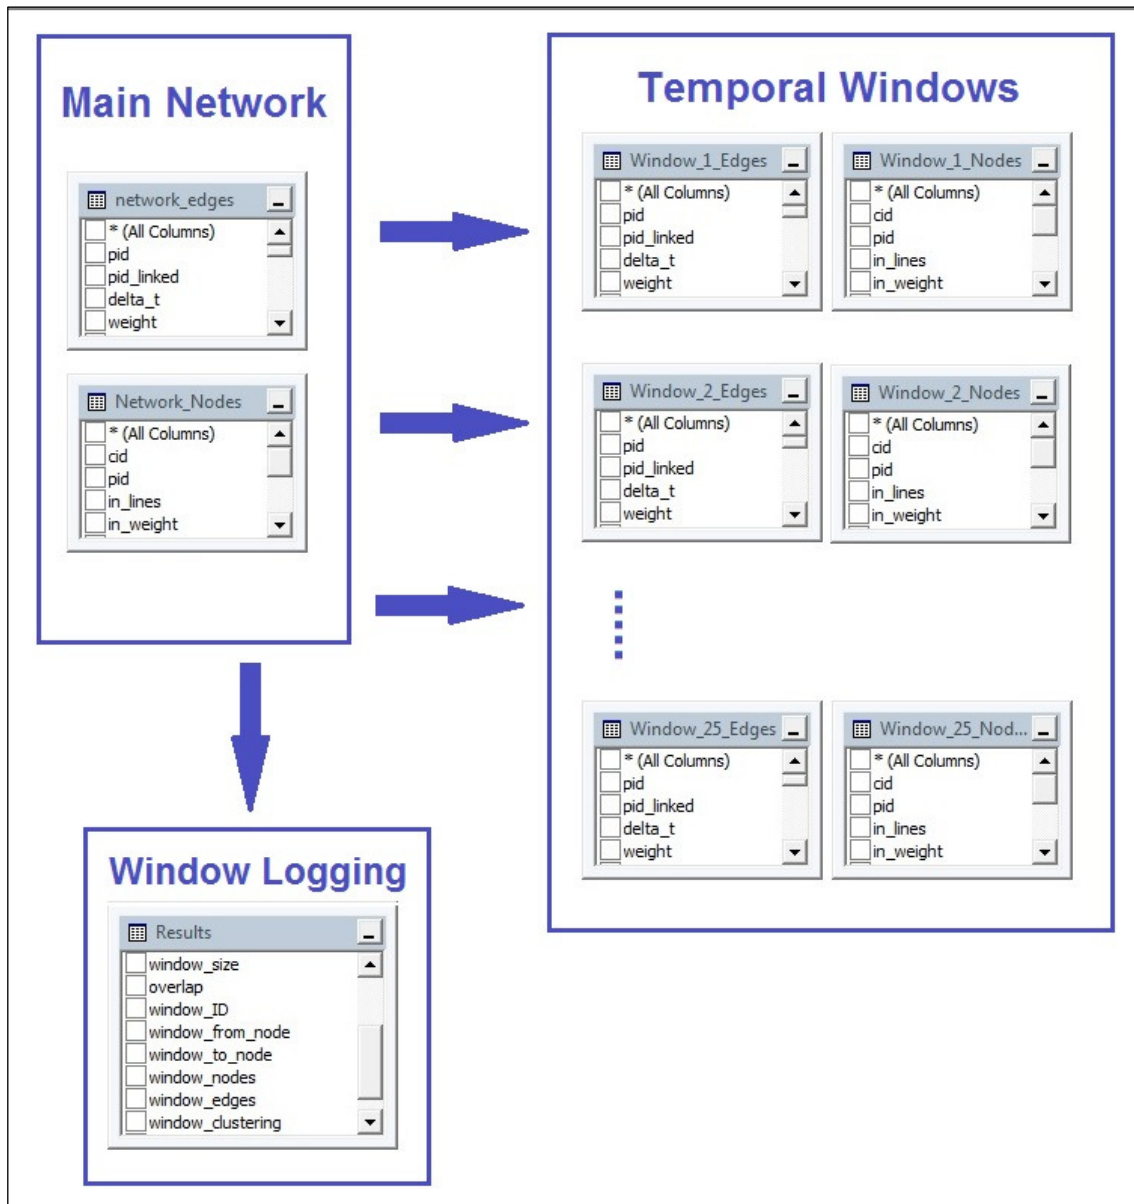 Main Network
network_edges
* (All Columns)
pid
pid_linked
delta_t
weight
Network_Nodes
* (All Columns)
cid
pid
in_lines
in_weight
Temporal Windows
Window_1_Edges
* (All Columns)
pid
pid_linked
delta_t
weight
Window_1_Nodes
* (All Columns)
cid
pid
in_lines
in_weight
Window_2_Edges
* (All Columns)
pid
pid_linked
delta_t
weight
Window_2_Nodes
* (All Columns)
cid
pid
in_lines
in_weight
Window_25_Edges
* (All Columns)
pid
pid_linked
delta_t
weight
Window_25_Nod...
* (All Columns)
cid
pid
in_lines
in_weight
Window Logging
Results
window_size
overlap
window_ID
window_from_node
window_to_node
window_nodes
window_edges
window_clustering